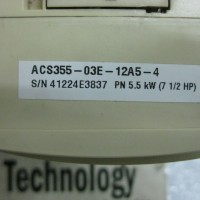 ACS355-03E-12A5-4
S/N 41224E3837 PN 5.5 kW (7 1/2 HP)
Technology